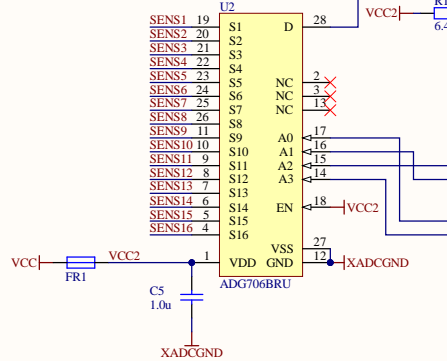 U2
SENS1 19 S1 D 28
SENS2 20 S2
SENS3 21 S3
SENS4 22 S4
SENS5 23 S5 NC 2
SENS6 24 S6 NC 3
SENS7 25 S7 NC 13
SENS8 26 S8
SENS9 11 S9 A0 17
SENS10 10 S10 A1 16
SENS11 9 S11 A2 15
SENS12 8 S12 A3 14
SENS13 7 S13
SENS14 6 S14 EN 18 VCC2
SENS15 5 S15
SENS16 4 S16
VSS 27
VCC VCC2 1 VDD GND 12 XADCGND
FR1
ADG706BRU
C5
1.0u
XADCGND
VCC2